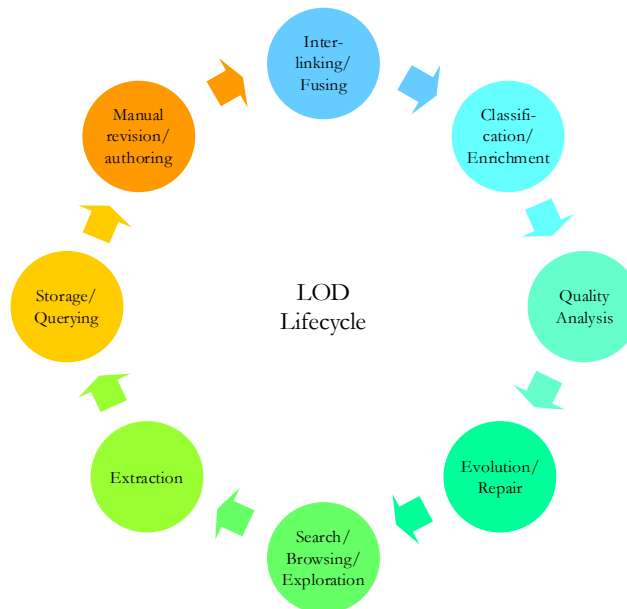 Inter-
linking/
Fusing
Classifi-
cation/
Enrichment
Quality
Analysis
Evolution/
Repair
Search/
Browsing/
Exploration
Extraction
Storage/
Querying
Manual
revision/
authoring
LOD
Lifecycle